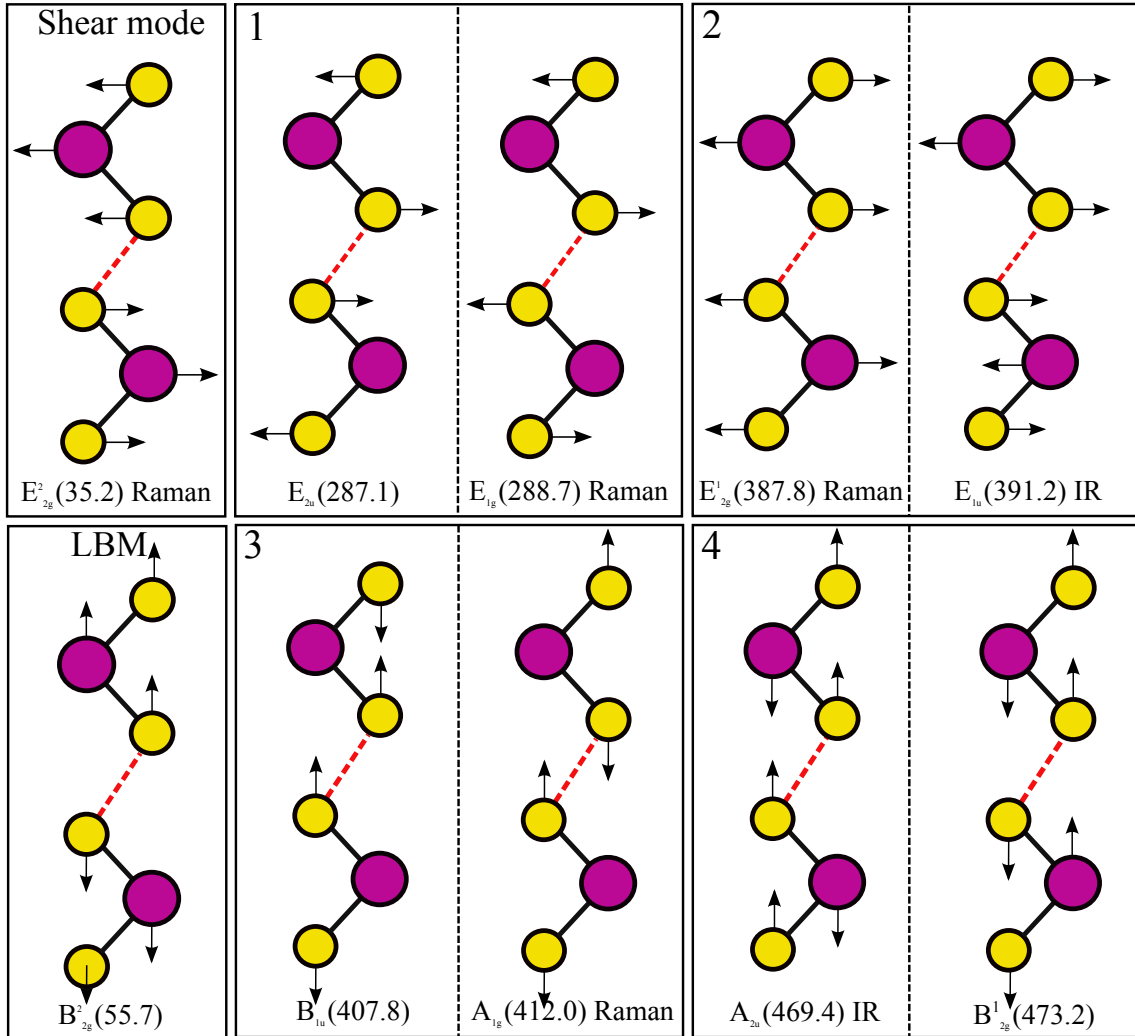 Shear mode
1
2
E²₂g(35.2) Raman
E₂ᵤ(287.1)
E₁g(288.7) Raman
E¹₂g(387.8) Raman
E₁ᵤ(391.2) IR
LBM
3
4
B²₂g(55.7)
B₁ᵤ(407.8)
A₁g(412.0) Raman
A₂ᵤ(469.4) IR
B¹₂g(473.2)